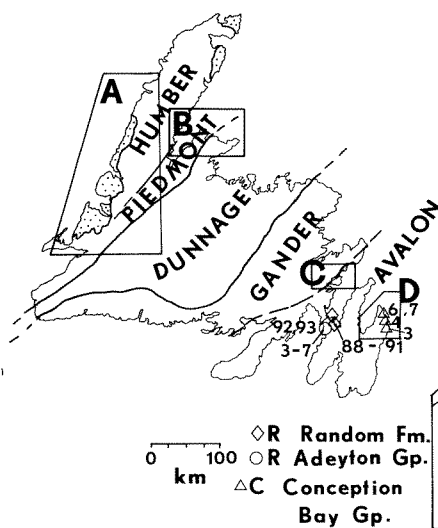 A
HUMBER
B
PIEDMONT
DUNNAGE
GANDER
AVALON
C
D
6,7
4
3
92,93
3-7
88-91
0 100
km
◇R Random Fm.
○R Adeyton Gp.
△C Conception
Bay Gp.